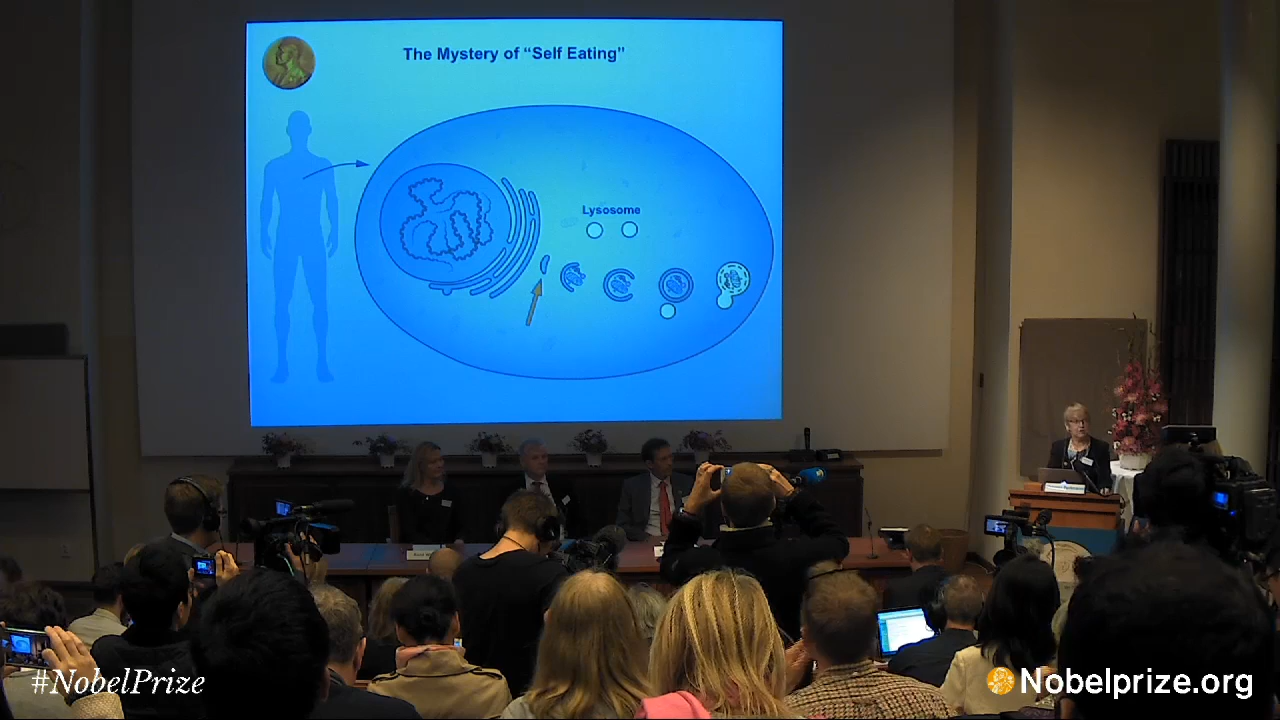 The Mystery of “Self Eating”
Lysosome
#NobelPrize
Nobelprize.org